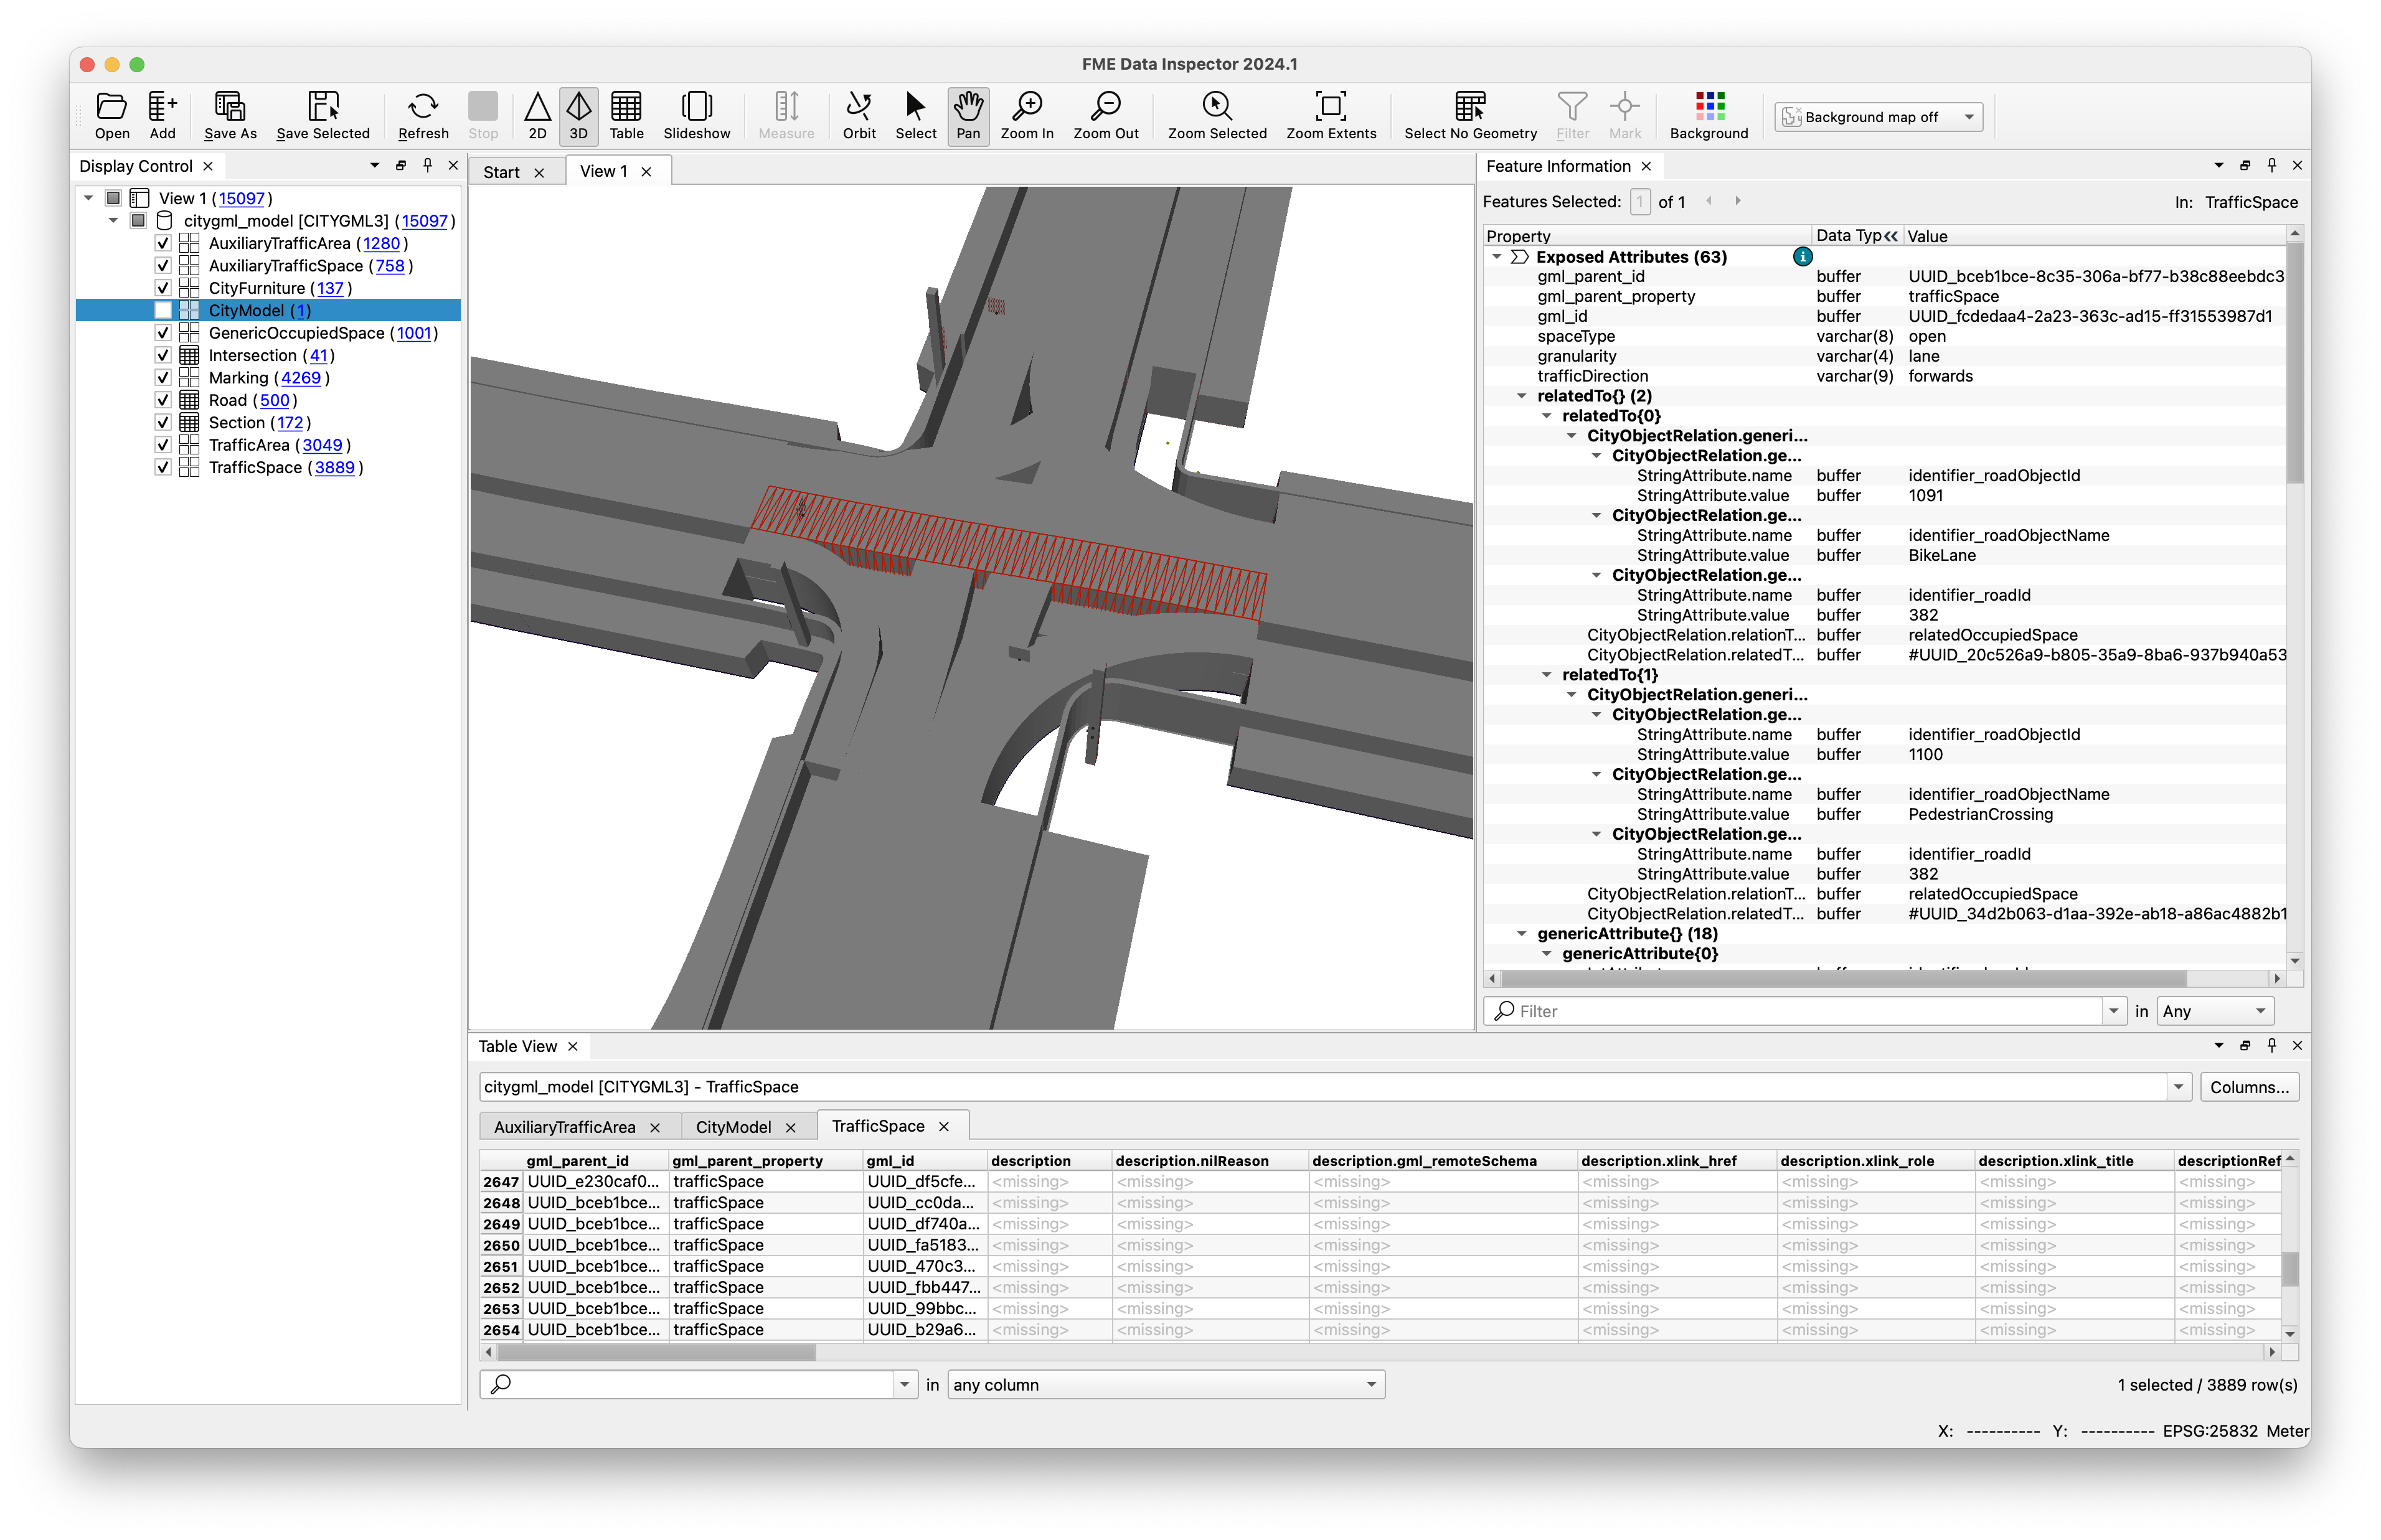 FME Data Inspector 2024.1
Open Add Save As Save Selected Refresh Stop 2D 3D Table Slideshow Measure Orbit Select Pan Zoom In Zoom Out Zoom Selected Zoom Extents Select No Geometry Filter Mark Background Background map off
Display Control
View 1 (15097)
citygml_model [CITYGML3] (15097)
AuxiliaryTrafficArea (1280)
AuxiliaryTrafficSpace (758)
CityFurniture (137)
CityModel (1)
GenericOccupiedSpace (1001)
Intersection (41)
Marking (4269)
Road (500)
Section (172)
TrafficArea (3049)
TrafficSpace (3889)
Start View 1
Feature Information
Features Selected: 1 of 1 In: TrafficSpace
Property Data Typ Value
Exposed Attributes (63)
gml_parent_id buffer UUID_bceb1bce-8c35-306a-bf77-b38c88eebdc3
gml_parent_property buffer trafficSpace
gml_id buffer UUID_fcdedaa4-2a23-363c-ad15-ff31553987d1
spaceType varchar(8) open
granularity varchar(4) lane
trafficDirection varchar(9) forwards
relatedTo{} (2)
relatedTo{0}
CityObjectRelation.generi...
CityObjectRelation.ge...
StringAttribute.name buffer identifier_roadObjectId
StringAttribute.value buffer 1091
CityObjectRelation.ge...
StringAttribute.name buffer identifier_roadObjectName
StringAttribute.value buffer BikeLane
CityObjectRelation.ge...
StringAttribute.name buffer identifier_roadId
StringAttribute.value buffer 382
CityObjectRelation.relationT... buffer relatedOccupiedSpace
CityObjectRelation.relatedT... buffer #UUID_20c526a9-b805-35a9-8ba6-937b940a53
relatedTo{1}
CityObjectRelation.generi...
CityObjectRelation.ge...
StringAttribute.name buffer identifier_roadObjectId
StringAttribute.value buffer 1100
CityObjectRelation.ge...
StringAttribute.name buffer identifier_roadObjectName
StringAttribute.value buffer PedestrianCrossing
CityObjectRelation.ge...
StringAttribute.name buffer identifier_roadId
StringAttribute.value buffer 382
CityObjectRelation.relationT... buffer relatedOccupiedSpace
CityObjectRelation.relatedT... buffer #UUID_34d2b063-d1aa-392e-ab18-a86ac4882b1
genericAttribute{} (18)
genericAttribute{0}
Filter in Any
Table View
citygml_model [CITYGML3] - TrafficSpace Columns...
AuxiliaryTrafficArea CityModel TrafficSpace
gml_parent_id gml_parent_property gml_id description description.nilReason description.gml_remoteSchema description.xlink_href description.xlink_role description.xlink_title descriptionRef
2647 UUID_e230caf0... trafficSpace UUID_df5cfe... <missing> <missing> <missing> <missing> <missing> <missing> <missing>
2648 UUID_bceb1bce... trafficSpace UUID_cc0da... <missing> <missing> <missing> <missing> <missing> <missing> <missing>
2649 UUID_bceb1bce... trafficSpace UUID_df740a... <missing> <missing> <missing> <missing> <missing> <missing> <missing>
2650 UUID_bceb1bce... trafficSpace UUID_fa5183... <missing> <missing> <missing> <missing> <missing> <missing> <missing>
2651 UUID_bceb1bce... trafficSpace UUID_470c3... <missing> <missing> <missing> <missing> <missing> <missing> <missing>
2652 UUID_bceb1bce... trafficSpace UUID_fbb447... <missing> <missing> <missing> <missing> <missing> <missing> <missing>
2653 UUID_bceb1bce... trafficSpace UUID_99bbc... <missing> <missing> <missing> <missing> <missing> <missing> <missing>
2654 UUID_bceb1bce... trafficSpace UUID_b29a6... <missing> <missing> <missing> <missing> <missing> <missing> <missing>
in any column 1 selected / 3889 row(s)
X: ---------- Y: ---------- EPSG:25832 Meter